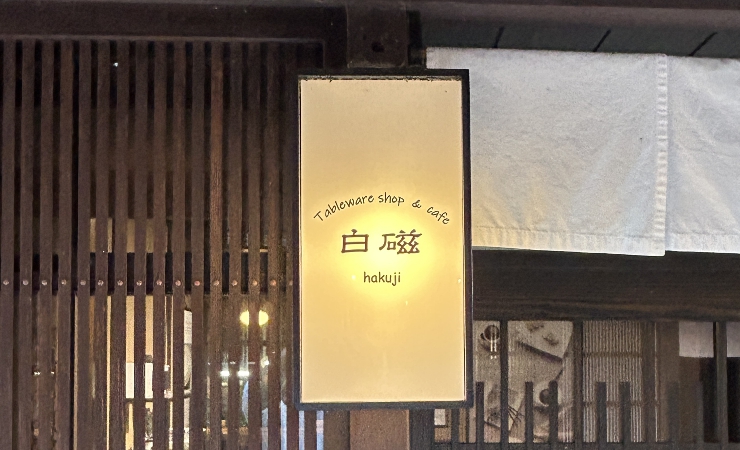 Tableware shop & cafe
白磁
hakuji